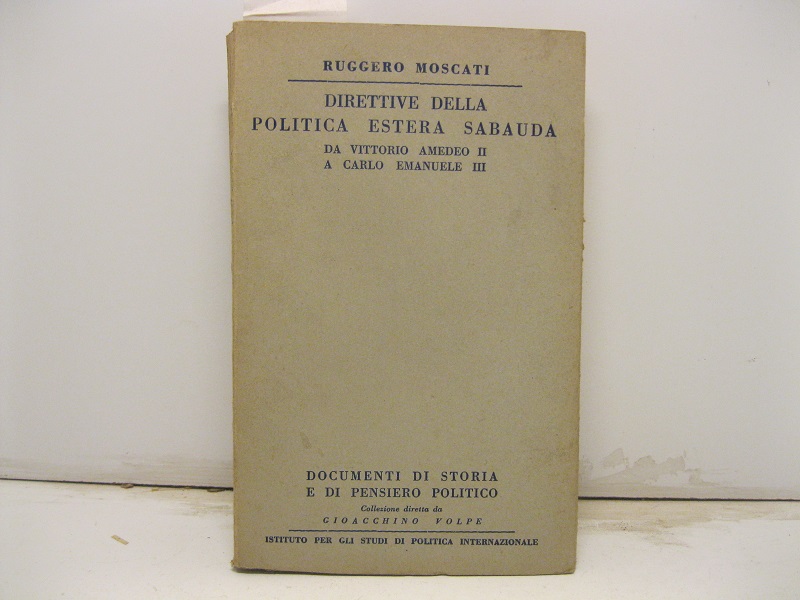 RUGGERO MOSCATI
DIRETTIVE DELLA
POLITICA ESTERA SABAUDA
DA VITTORIO AMEDEO II
A CARLO EMANUELE III
DOCUMENTI DI STORIA
E DI PENSIERO POLITICO
Collezione diretta da
GIOACCHINO VOLPE
ISTITUTO PER GLI STUDI DI POLITICA INTERNAZIONALE